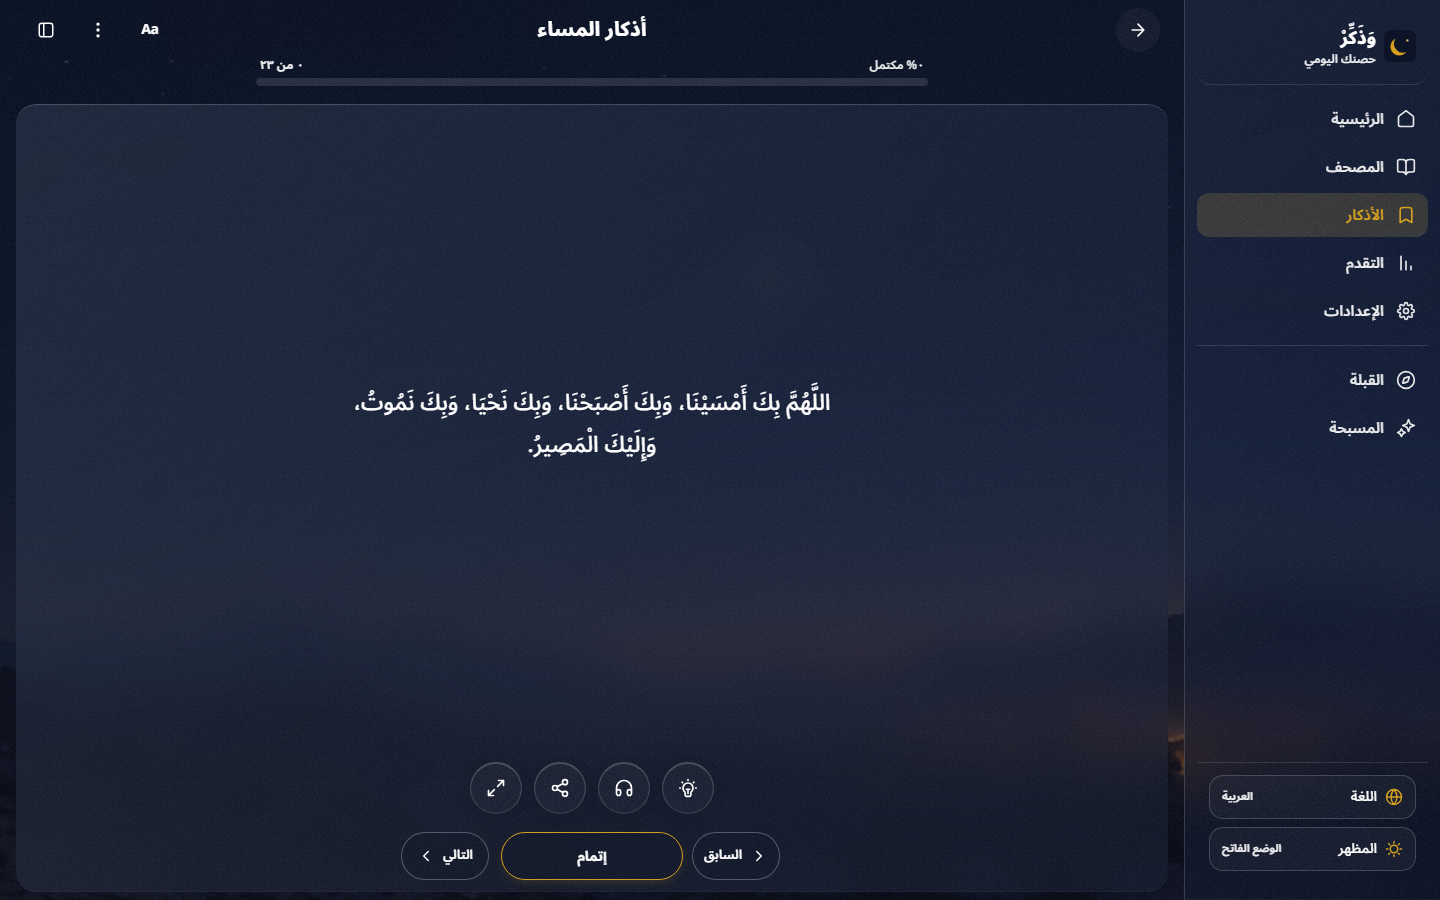 وَذَكِّرْ
حصنك اليومي
الرئيسية
المصحف
الأذكار
التقدم
الإعدادات
القبلة
المسبحة
اللغة العربية
المظهر الوضع الفاتح
أذكار المساء
Aa
٠% مكتمل
٠ من ٢٣
اللَّهُمَّ بِكَ أَمْسَيْنَا، وَبِكَ أَصْبَحْنَا، وَبِكَ نَحْيَا، وَبِكَ نَمُوتُ،
وَإِلَيْكَ الْمَصِيرُ.
السابق
إتمام
التالي